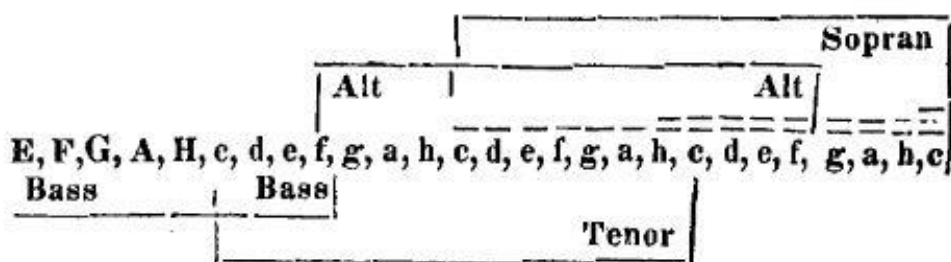 Sopran
Alt Alt
E, F, G, A, H, c, d, e, f, g, a, h, c, d, e, f, g, a, h, c, d, e, f, g, a, h, c,
Bass Bass
Tenor